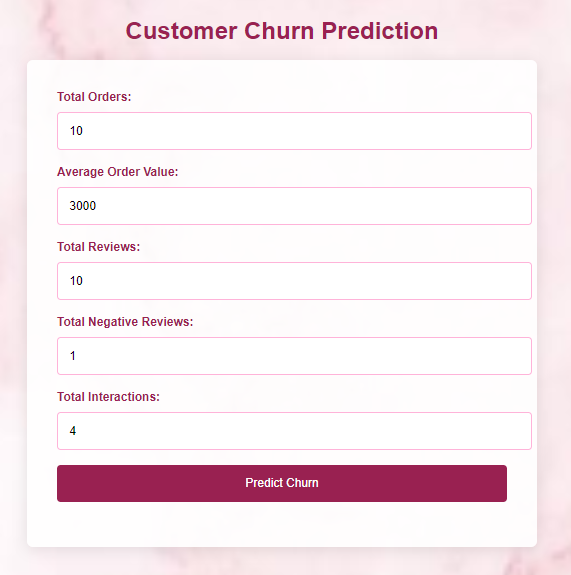 Customer Churn Prediction
Total Orders:
10
Average Order Value:
3000
Total Reviews:
10
Total Negative Reviews:
1
Total Interactions:
4
Predict Churn